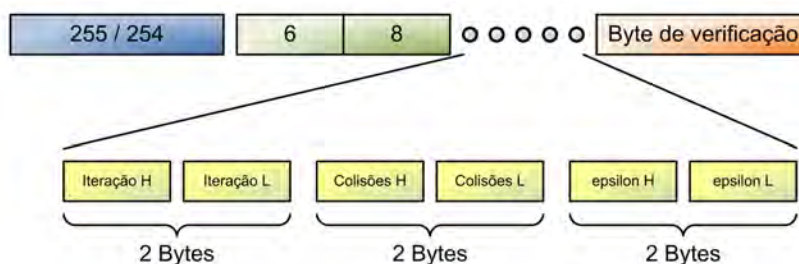 255 / 254 6 8 Byte de verificação
Iteração H Iteração L Colisões H Colisões L epsilon H epsilon L
2 Bytes 2 Bytes 2 Bytes